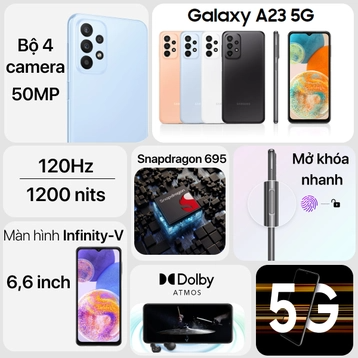 Bộ 4
camera
50MP
Galaxy A23 5G
120Hz
1200 nits
Snapdragon 695
Mở khóa
nhanh
Màn hình Infinity-V
6,6 inch
Dolby
ATMOS
5G